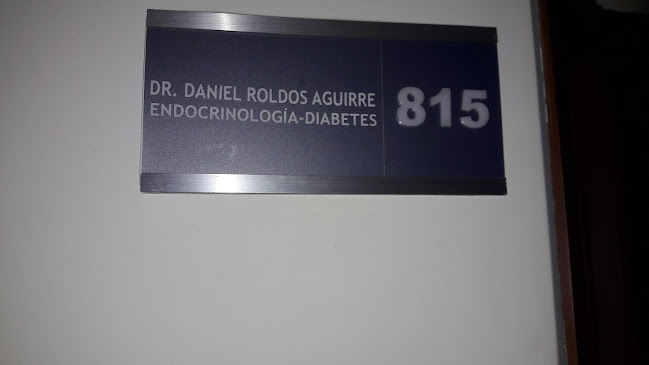 DR. DANIEL ROLDOS AGUIRRE
ENDOCRINOLOGÍA-DIABETES
815